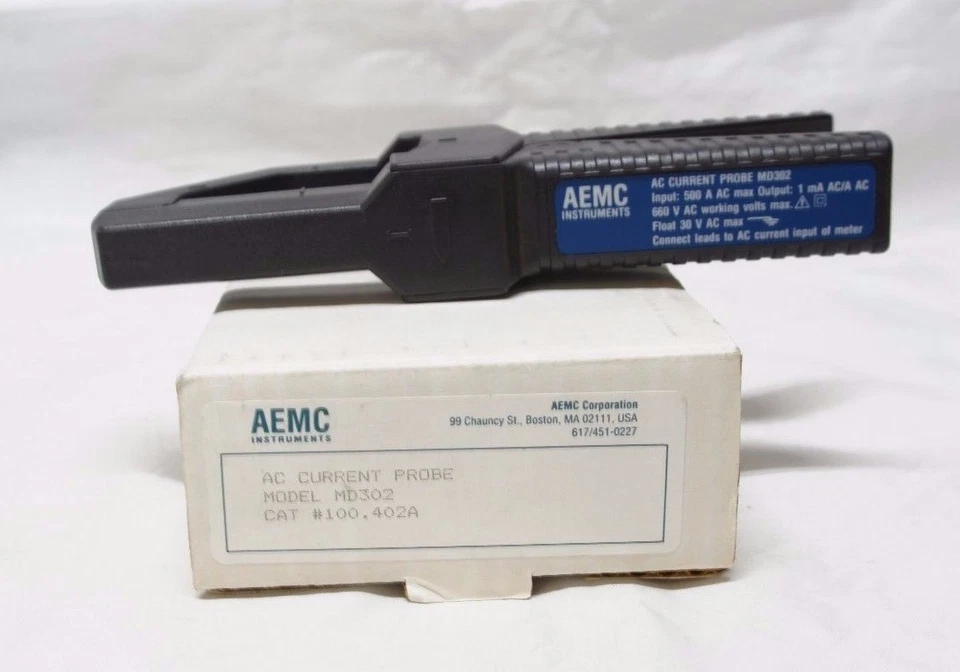 AEMC
INSTRUMENTS
AC CURRENT PROBE MD302
Input: 500 A AC max Output: 1 mA AC/A AC
660 V AC working volts max.
Float 30 V AC max
Connect leads to AC current input of meter
AEMC
INSTRUMENTS
AEMC Corporation
99 Chauncy St., Boston, MA 02111, USA
617/451-0227
AC CURRENT PROBE
MODEL MD302
CAT #100.402A